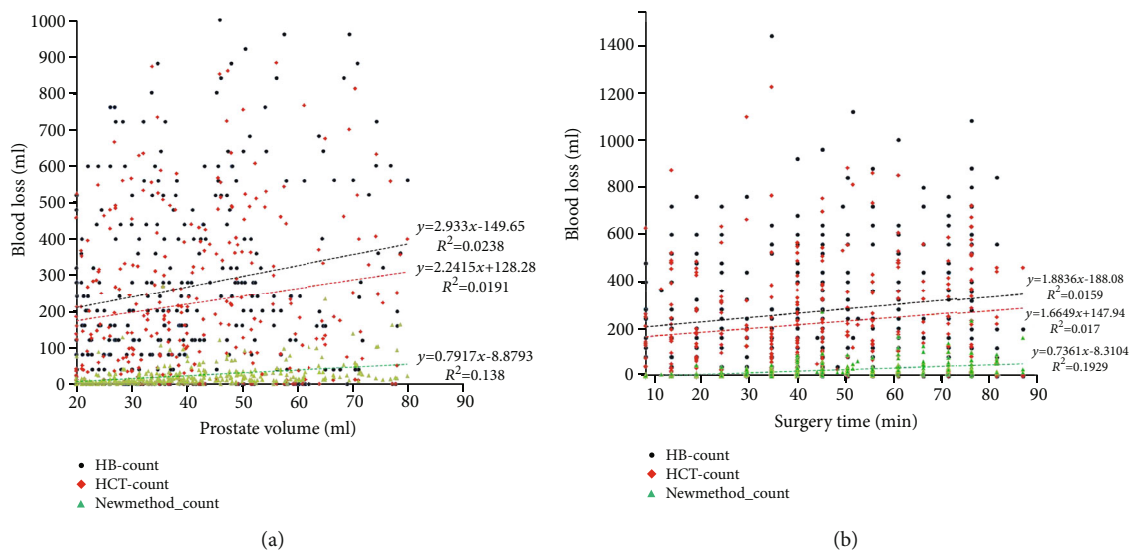 1000
900
800
700
600
500
400
300
200
100
0
Blood loss (ml)
20 30 40 50 60 70 80 90
Prostate volume (ml)
y=2.933x-149.65
R²=0.0238
y=2.2415x+128.28
R²=0.0191
y=0.7917x-8.8793
R²=0.138
HB-count
HCT-count
Newmethod_count
(a)
1400
1200
1000
800
600
400
200
0
Blood loss (ml)
10 20 30 40 50 60 70 80 90
Surgery time (min)
y=1.8836x-188.08
R²=0.0159
y=1.6649x+147.94
R²=0.017
y=0.7361x-8.3104
R²=0.1929
HB-count
HCT-count
Newmethod_count
(b)